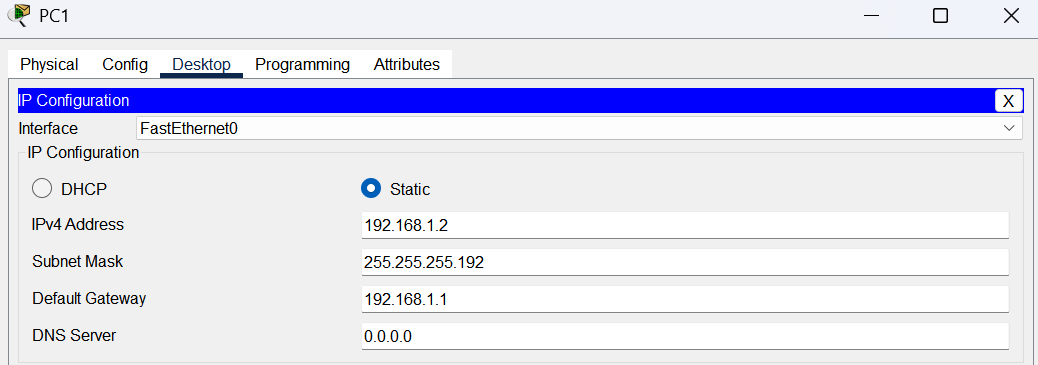 PC1
Physical Config Desktop Programming Attributes
IP Configuration X
Interface FastEthernet0
IP Configuration
DHCP Static
IPv4 Address 192.168.1.2
Subnet Mask 255.255.255.192
Default Gateway 192.168.1.1
DNS Server 0.0.0.0